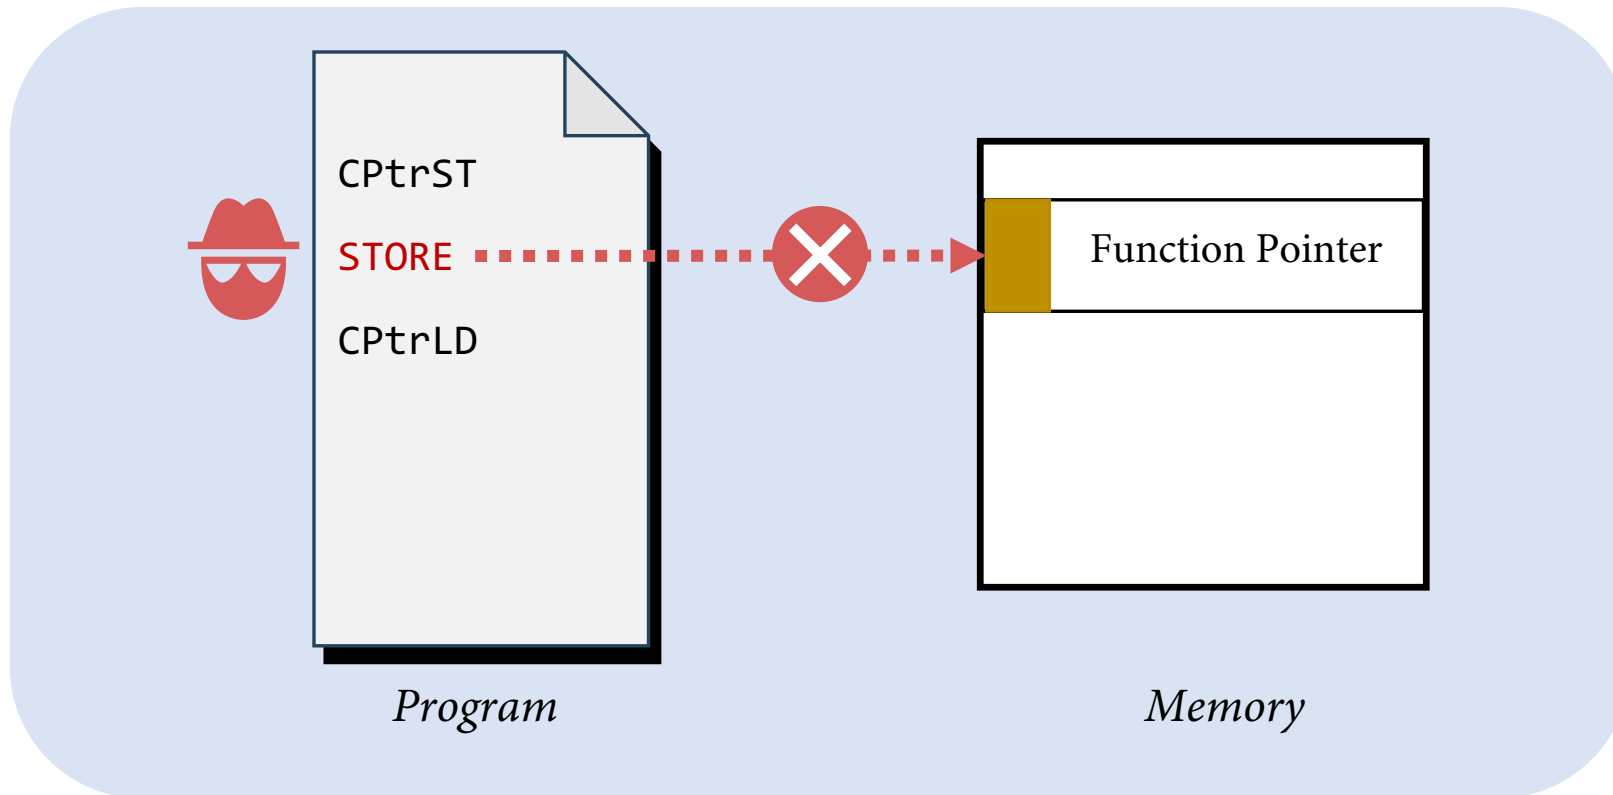 CPtrST
STORE
Function Pointer
CPtrLD
Program
Memory